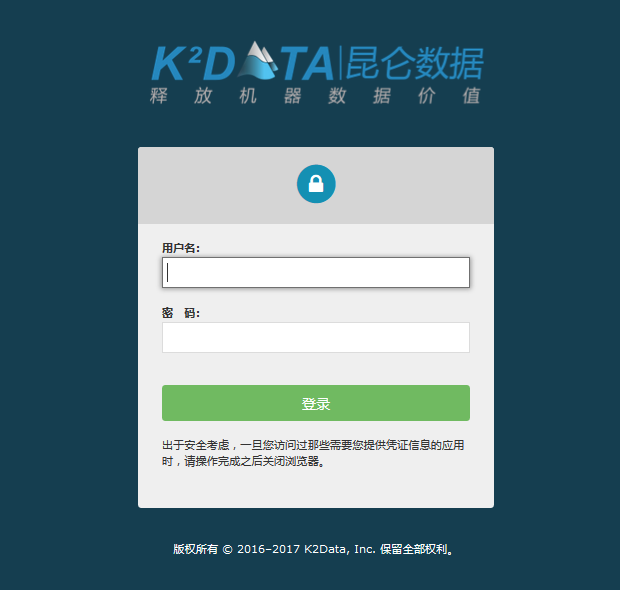 K²DATA|昆仑数据
释放机器数据价值
用户名:
密 码:
登录
出于安全考虑，一旦您访问过那些需要您提供凭证信息的应用
时，请操作完成之后关闭浏览器。
版权所有 © 2016–2017 K2Data, Inc. 保留全部权利。